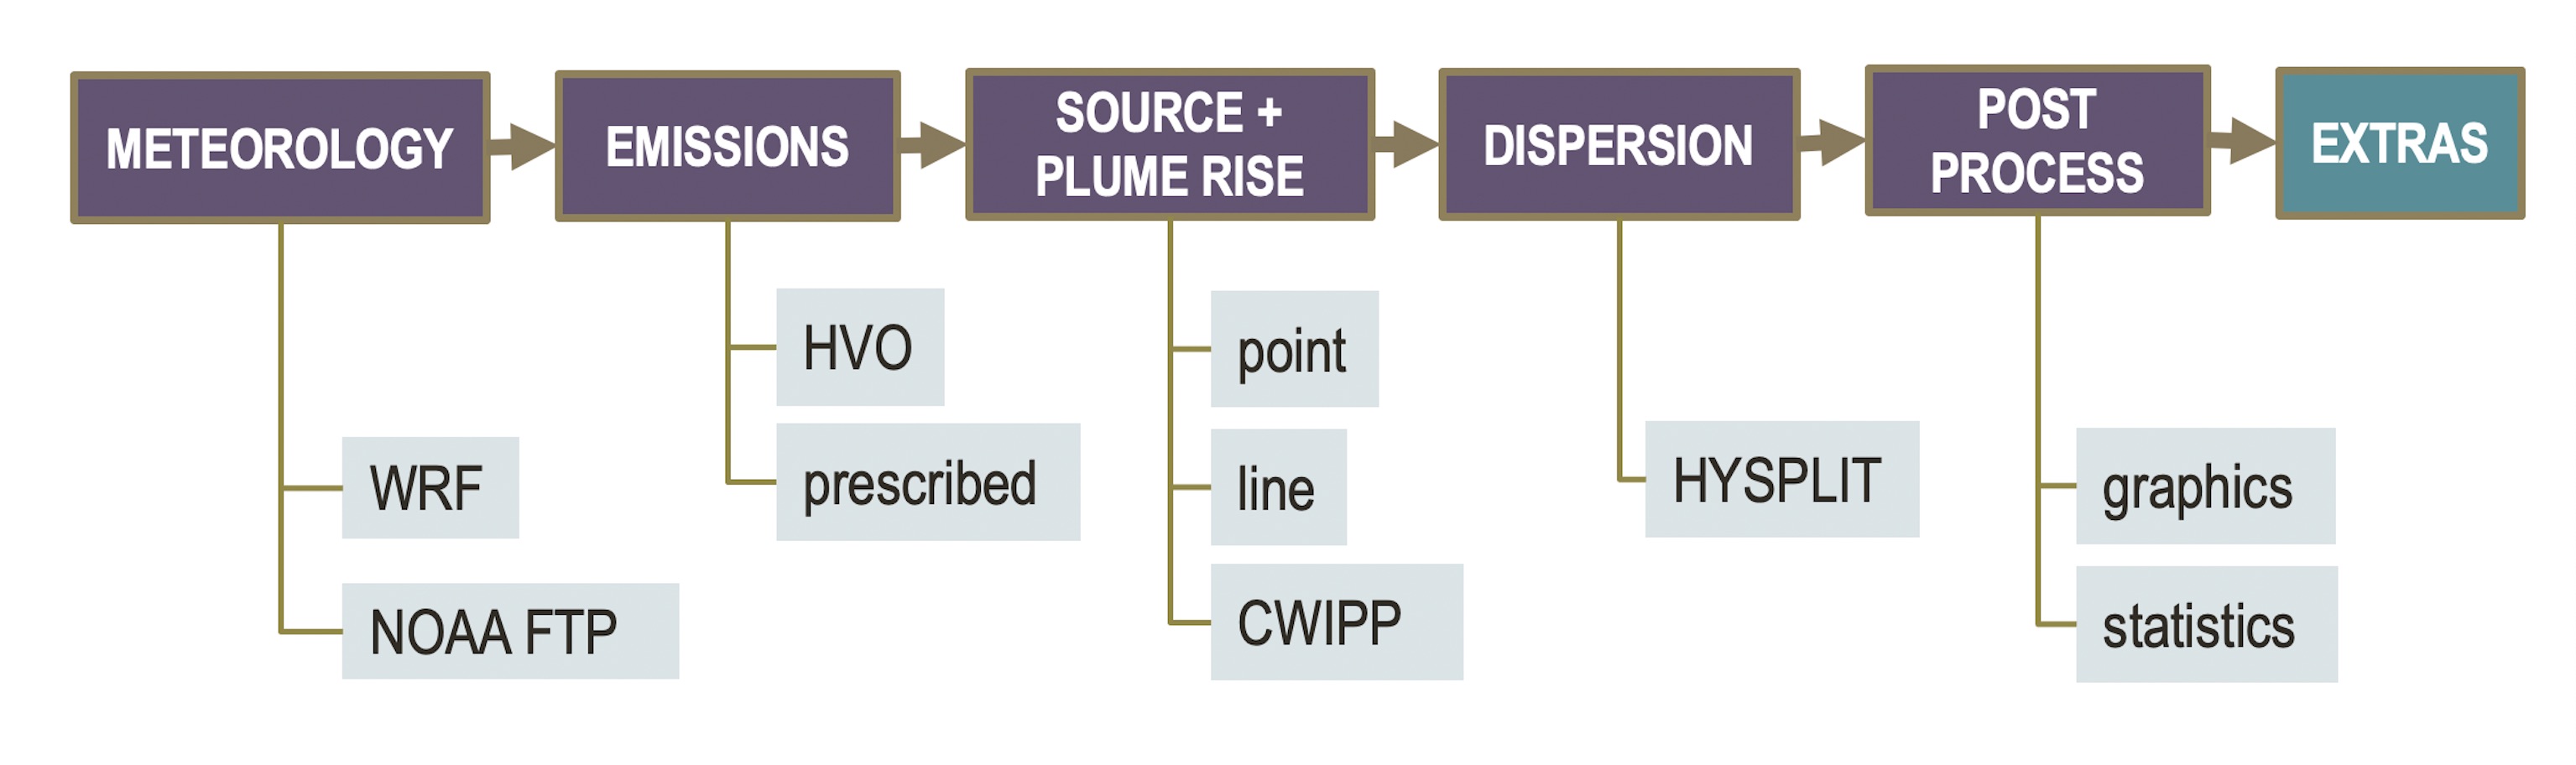 METEOROLOGY
EMISSIONS
SOURCE +
PLUME RISE
DISPERSION
POST
PROCESS
EXTRAS
WRF
NOAA FTP
HVO
prescribed
point
line
CWIPP
HYSPLIT
graphics
statistics